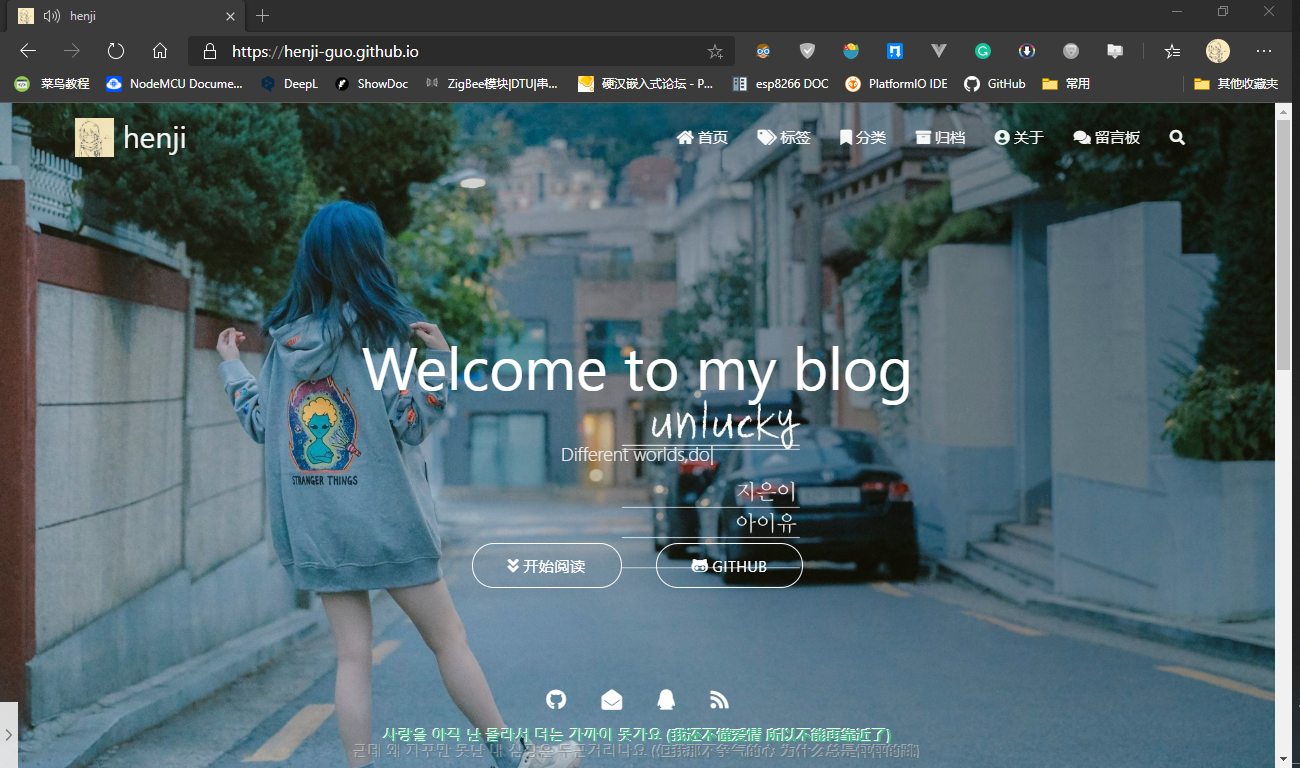 henji
https://henji-guo.github.io
菜鸟教程 NodeMCU Docume... DeepL ShowDoc ZigBee模块|DTU|串... 硬汉嵌入式论坛 - P... esp8266 DOC PlatformIO IDE GitHub 常用 其他收藏夹
henji 首页 标签 分类 归档 关于 留言板
Welcome to my blog
unlucky
Different worlds,do
STRANGER THINGS
지은이
아이유
开始阅读 GITHUB
사랑을 아직 난 몰라서 더는 가까이 못가요 (我还不懂爱情 所以不能再靠近了)
근데 왜 자꾸만 못난 내 심장은 두근거리나요